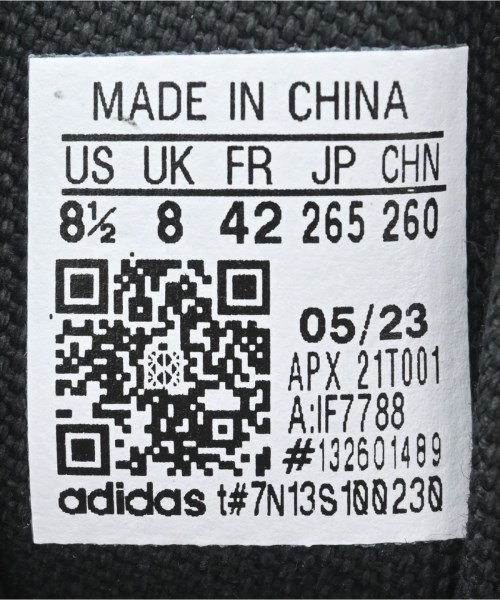 MADE IN CHINA
US UK FR JP CHN
8½ 8 42 265 260
05/23
APX 21T001
A:IF7788
#132601489
adidas t#7N13S100230